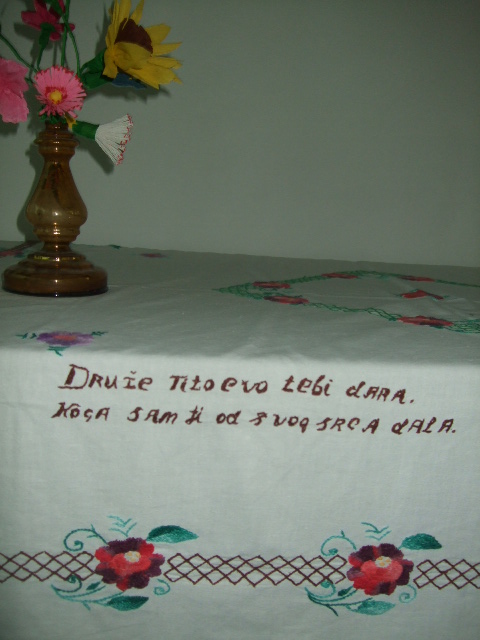 Druže Tito evo tebi dara.
Koga sam ti od svog srca dala.